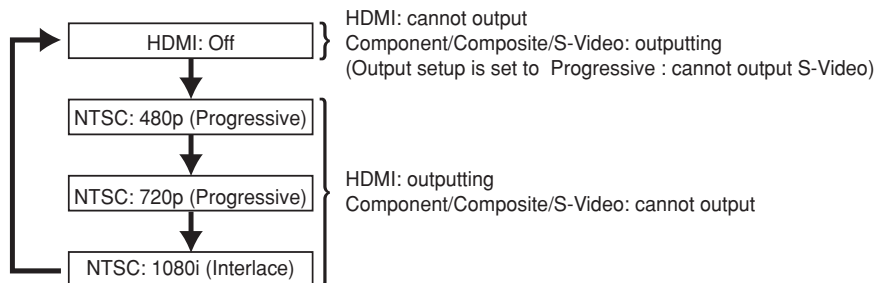 HDMI: Off
HDMI: cannot output
Component/Composite/S-Video: outputting
(Output setup is set to Progressive : cannot output S-Video)
NTSC: 480p (Progressive)
NTSC: 720p (Progressive)
NTSC: 1080i (Interlace)
HDMI: outputting
Component/Composite/S-Video: cannot output